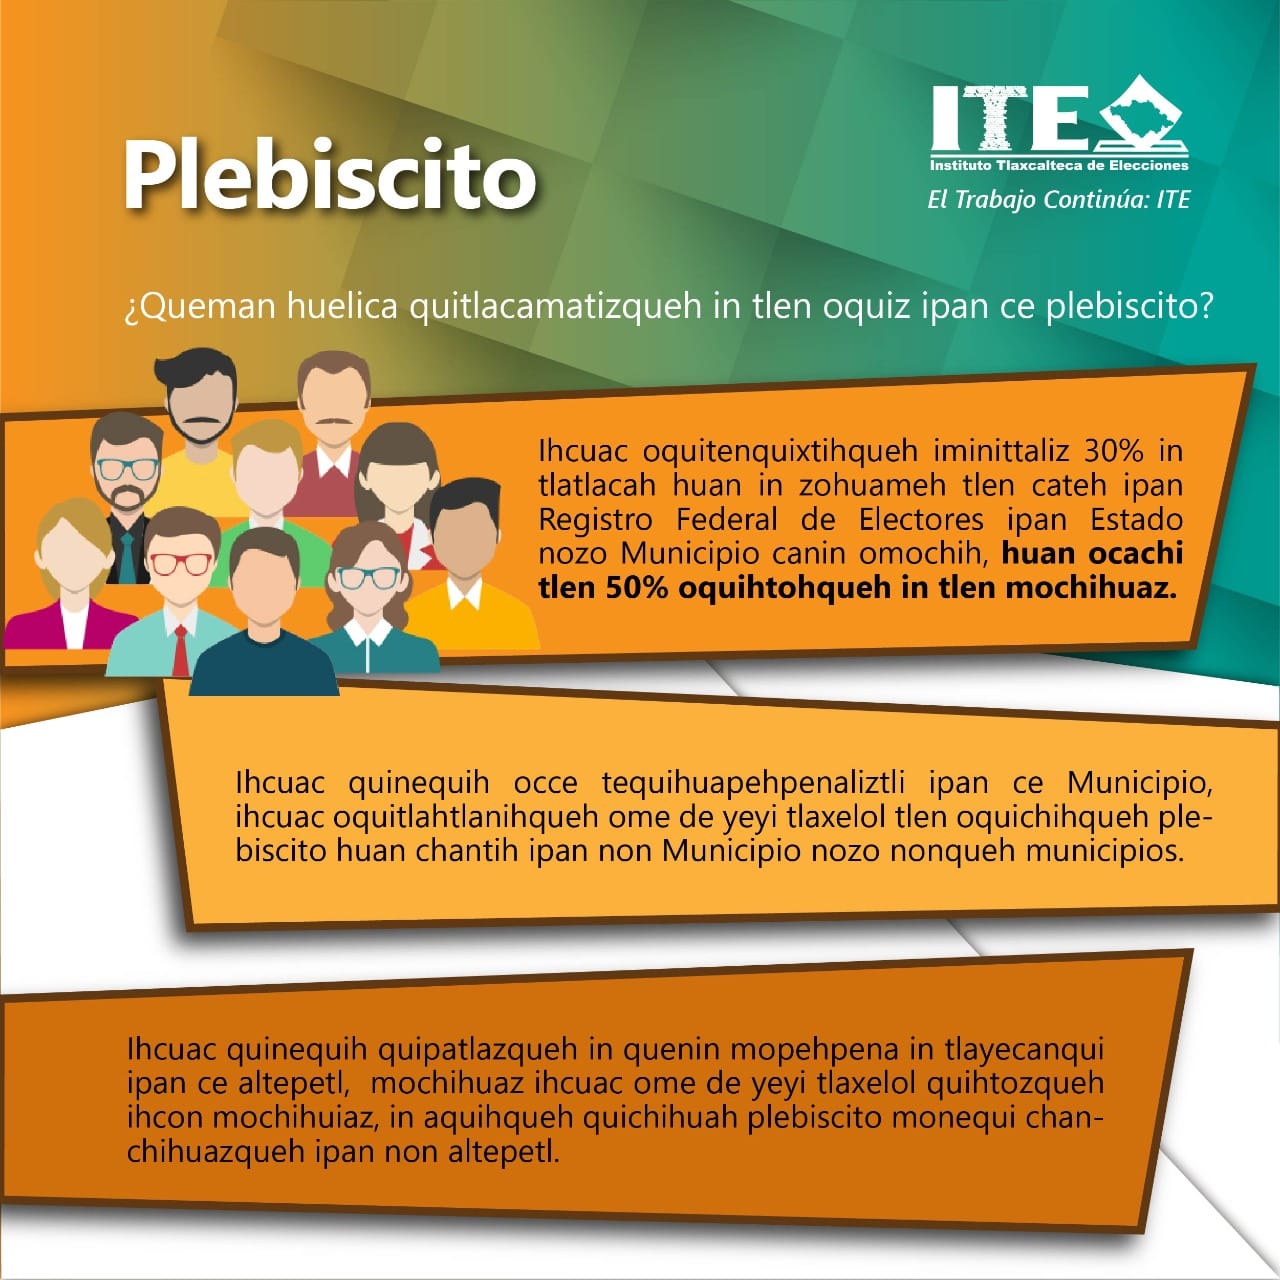 ITE
Instituto Tlaxcalteca de Elecciones
El Trabajo Continúa: ITE
Plebiscito
¿Queman huelica quitlacamatizqueh in tlen oquiz ipan ce plebiscito?
Ihcuac oquitenquixtihqueh iminittaliz 30% in
tlatlacah huan in zohuameh tlen cateh ipan
Registro Federal de Electores ipan Estado
nozo Municipio canin omochih, huan ocachi
tlen 50% oquihtohqueh in tlen mochihuaz.
Ihcuac quinequih occe tequihuapehpenaliztli ipan ce Municipio,
ihcuac oquitlahtlanihqueh ome de yeyi tlaxelol tlen oquichihqueh ple-
biscito huan chantih ipan non Municipio nozo nonqueh municipios.
Ihcuac quinequih quipatlazqueh in quenin mopehpena in tlayecanqui
ipan ce altepetl, mochihuaz ihcuac ome de yeyi tlaxelol quihtozqueh
ihcon mochihuiaz, in aquihqueh quichihuah plebiscito monequi chan-
chihuazqueh ipan non altepetl.